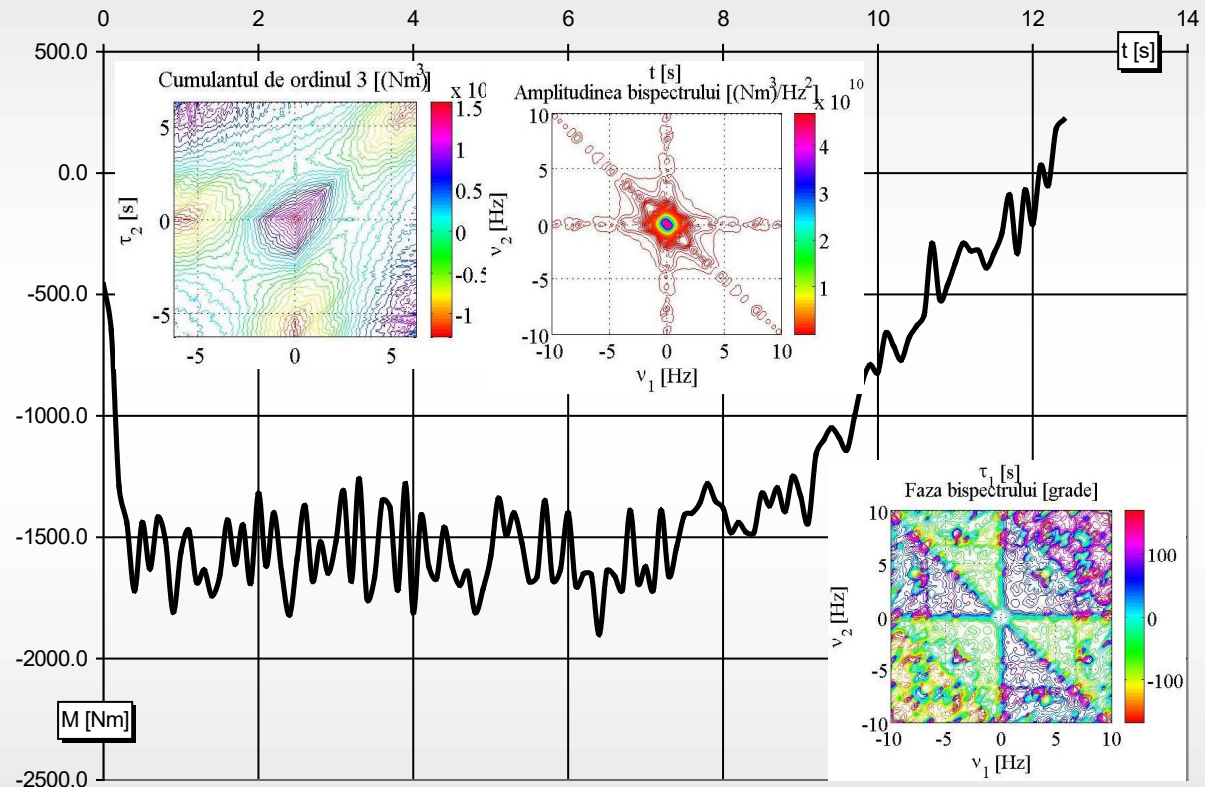 0 2 4 6 8 10 12 14
t [s]
500.0
0.0
-500.0
-1000.0
-1500.0
-2000.0
-2500.0
M [Nm]
Cumulantul de ordinul 3 [(Nm³)
x 10
1.5
1
0.5
0
-0.5
-1
τ₂ [s]
5
0
-5
-5 0 5
t [s]
Amplitudinea bispectrului [(Nm)³/Hz²]
x 10¹⁰
4
3
2
1
ν₂ [Hz]
10
5
0
-5
-10
-10 -5 0 5 10
ν₁ [Hz]
τ₁ [s]
Faza bispectrului [grade]
100
0
-100
ν₂ [Hz]
10
5
0
-5
-10
-10 -5 0 5 10
ν₁ [Hz]